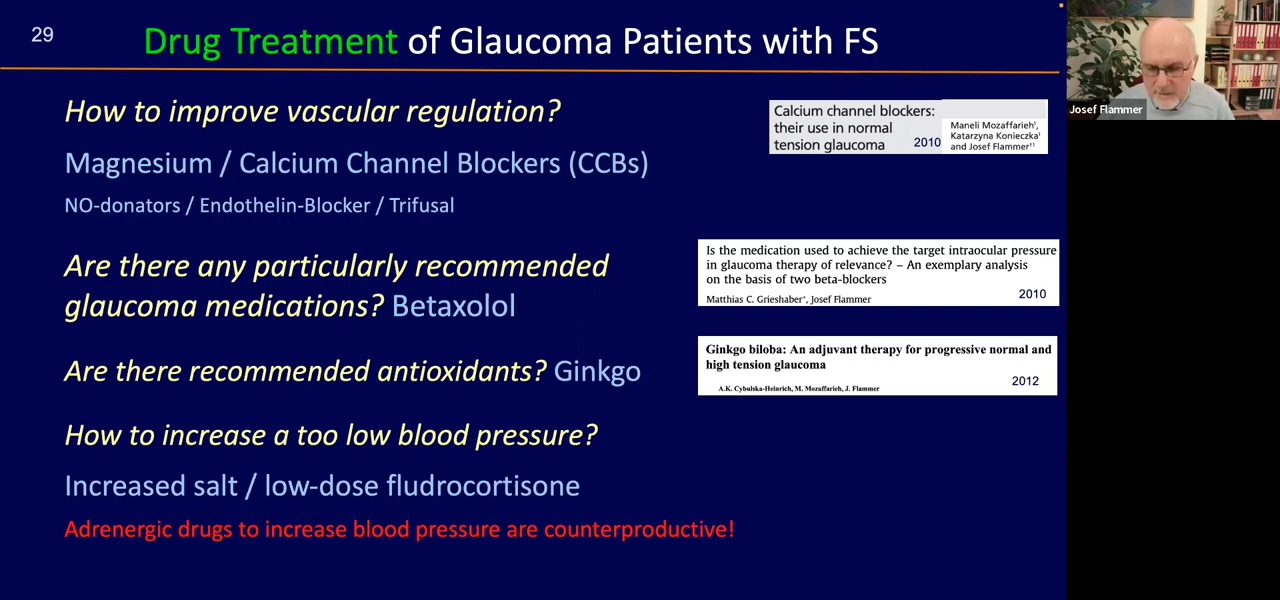 29
Drug Treatment of Glaucoma Patients with FS
How to improve vascular regulation?
Magnesium / Calcium Channel Blockers (CCBs)
NO-donators / Endothelin-Blocker / Trifusal
Calcium channel blockers:
their use in normal
tension glaucoma
2010
Maneli Mozaffarieh¹,
Katarzyna Konieczka¹
and Josef Flammer†¹
Are there any particularly recommended
glaucoma medications? Betaxolol
Is the medication used to achieve the target intraocular pressure
in glaucoma therapy of relevance? – An exemplary analysis
on the basis of two beta-blockers
Matthias C. Grieshaber*, Josef Flammer
2010
Are there recommended antioxidants? Ginkgo
Ginkgo biloba: An adjuvant therapy for progressive normal and
high tension glaucoma
2012
A.K. Cybulska-Heinrich, M. Mozaffarieh, J. Flammer
How to increase a too low blood pressure?
Increased salt / low-dose fludrocortisone
Adrenergic drugs to increase blood pressure are counterproductive!
Josef Flammer